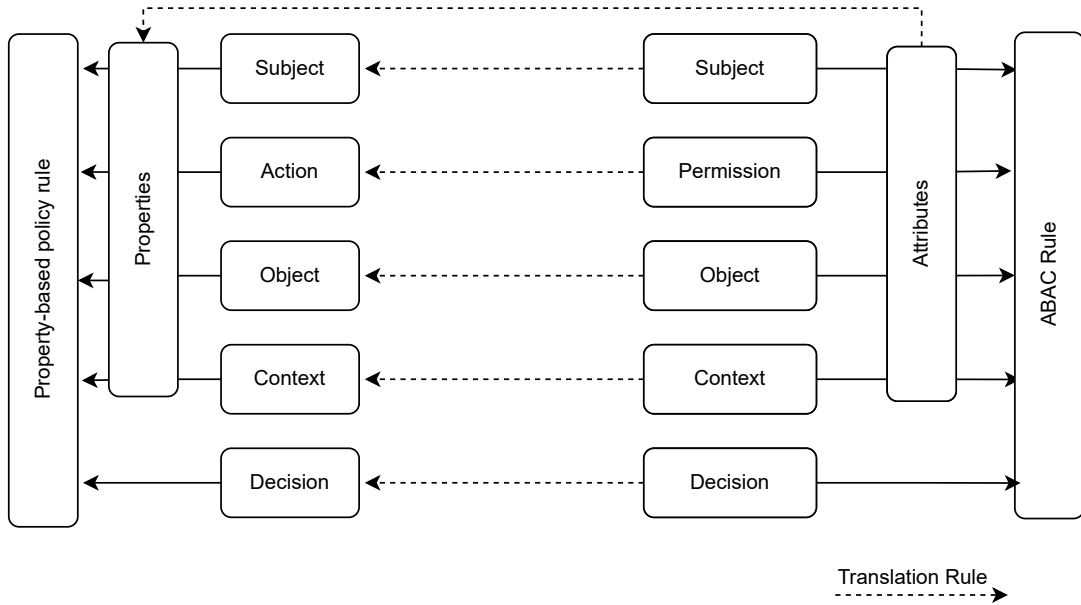 Subject
Subject
Action
Permission
Property-based policy rule
Properties
Attributes
ABAC Rule
Object
Object
Context
Context
Decision
Decision
Translation Rule